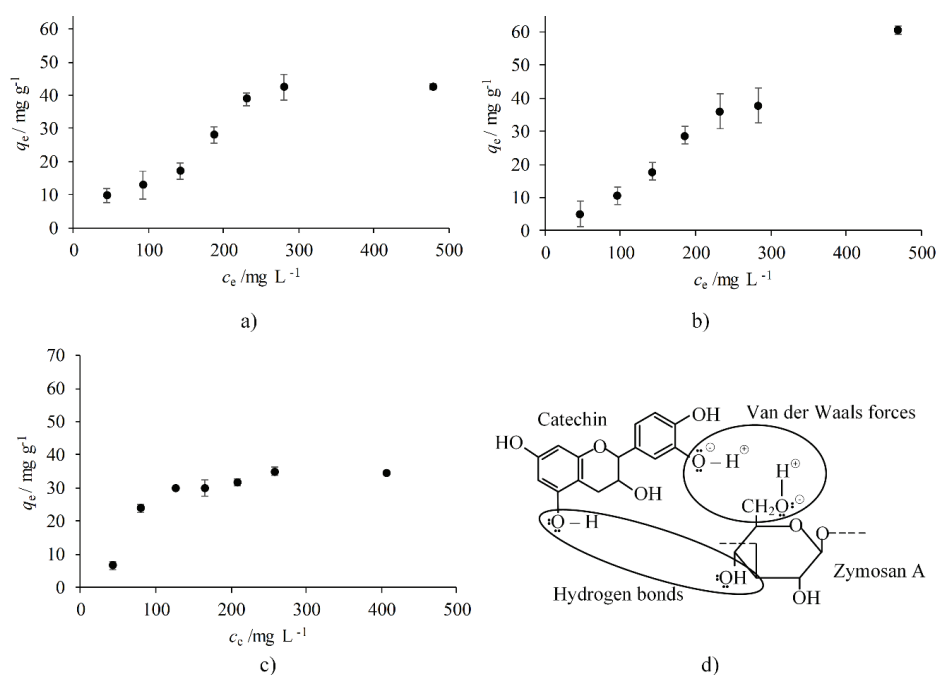 60
50
40
30
20
10
0
qe / mg g-1
0 100 200 300 400 500
ce /mg L -1
a)
60
50
40
30
20
10
0
qe / mg g-1
0 100 200 300 400 500
ce /mg L -1
b)
70
60
50
40
30
20
10
0
qe / mg g-1
0 100 200 300 400 500
ce /mg L -1
c)
Catechin
Van der Waals forces
OH
HO
O
O – H
OH
O – H
H
CH2O
O
O
OH
OH
Zymosan A
Hydrogen bonds
d)